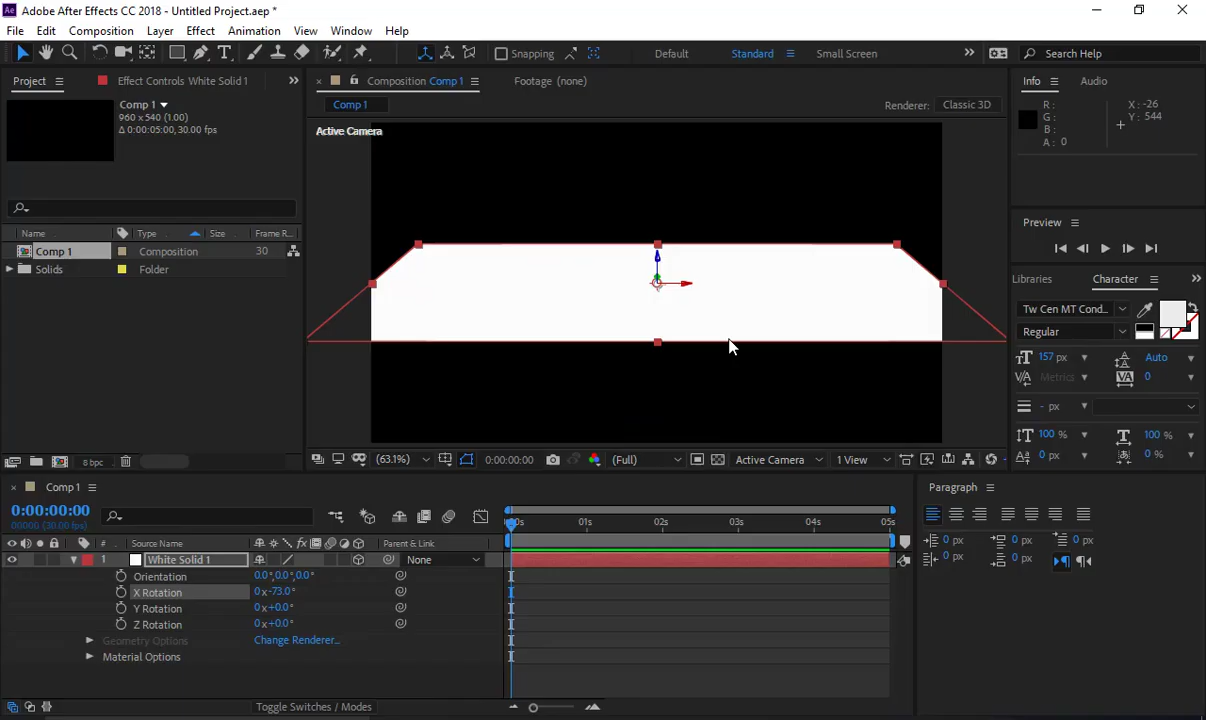 Adobe After Effects CC 2018 - Untitled Project.aep *
File Edit Composition Layer Effect Animation View Window Help
Snapping Default Standard Small Screen Search Help
Project Effect Controls White Solid 1
Composition Comp 1 Footage (none) Info Audio
Comp 1
960 x 540 (1.00)
Δ 0:00:05:00, 30.00 fps
Comp 1 Renderer: Classic 3D
Active Camera
R: X: -26
G: Y: 544
B:
A: 0
Preview
Name Type Size Frame R...
Comp 1 Composition 30
Solids Folder
Libraries Character
Tw Cen MT Cond...
Regular
157 px Auto
Metrics 0
- px
100 % 100 %
0 px 0 %
8 bpc
(63.1%) 0:00:00:00 (Full) Active Camera 1 View
Comp 1 Paragraph
0:00:00:00
00000 (30.00 fps)
01s 02s 03s 04s 05s
# Source Name Parent & Link
1 White Solid 1 None
Orientation 0.0°,0.0°,0.0°
X Rotation 0 x-73.0°
Y Rotation 0 x+0.0°
Z Rotation 0 x+0.0°
Geometry Options Change Renderer...
Material Options
0 px 0 px 0 px
0 px 0 px
Toggle Switches / Modes